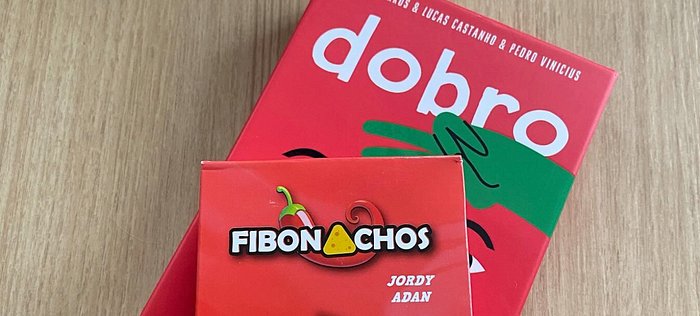 & LUCAS CASTANHO & PEDRO VINICIUS
dobro
FIBONACHOS
JORDY
ADAN